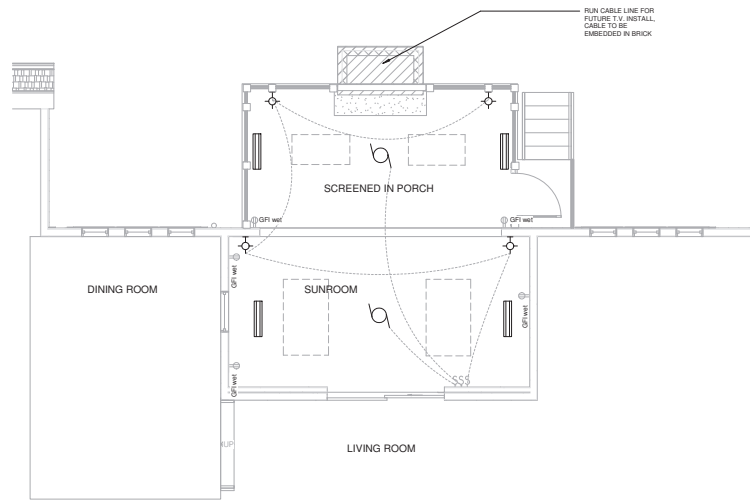 RUN CABLE LINE FOR
FUTURE T.V. INSTALL,
CABLE TO BE
EMBEDDED IN BRICK
SCREENED IN PORCH
GFI wet
GFI wet
GFI wet
DINING ROOM
SUNROOM
GFI wet
GFI wet
SSS
UP
LIVING ROOM